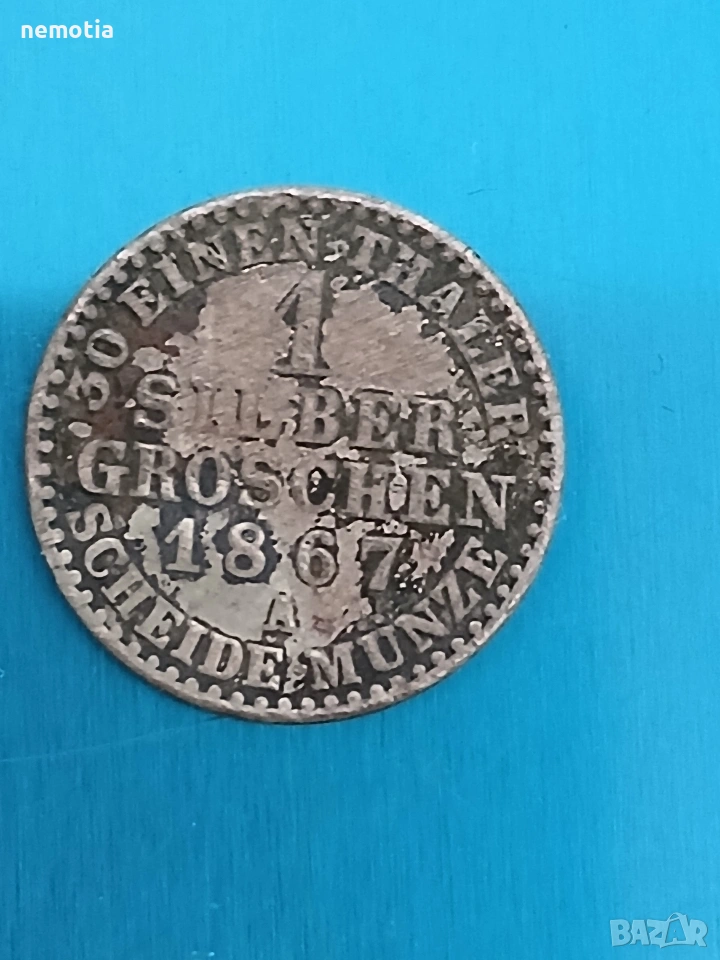 nemotia
30 EINEN THALER
1
SILBER
GROSCHEN
1867
A
SCHEIDE MÜNZE
BAZAR